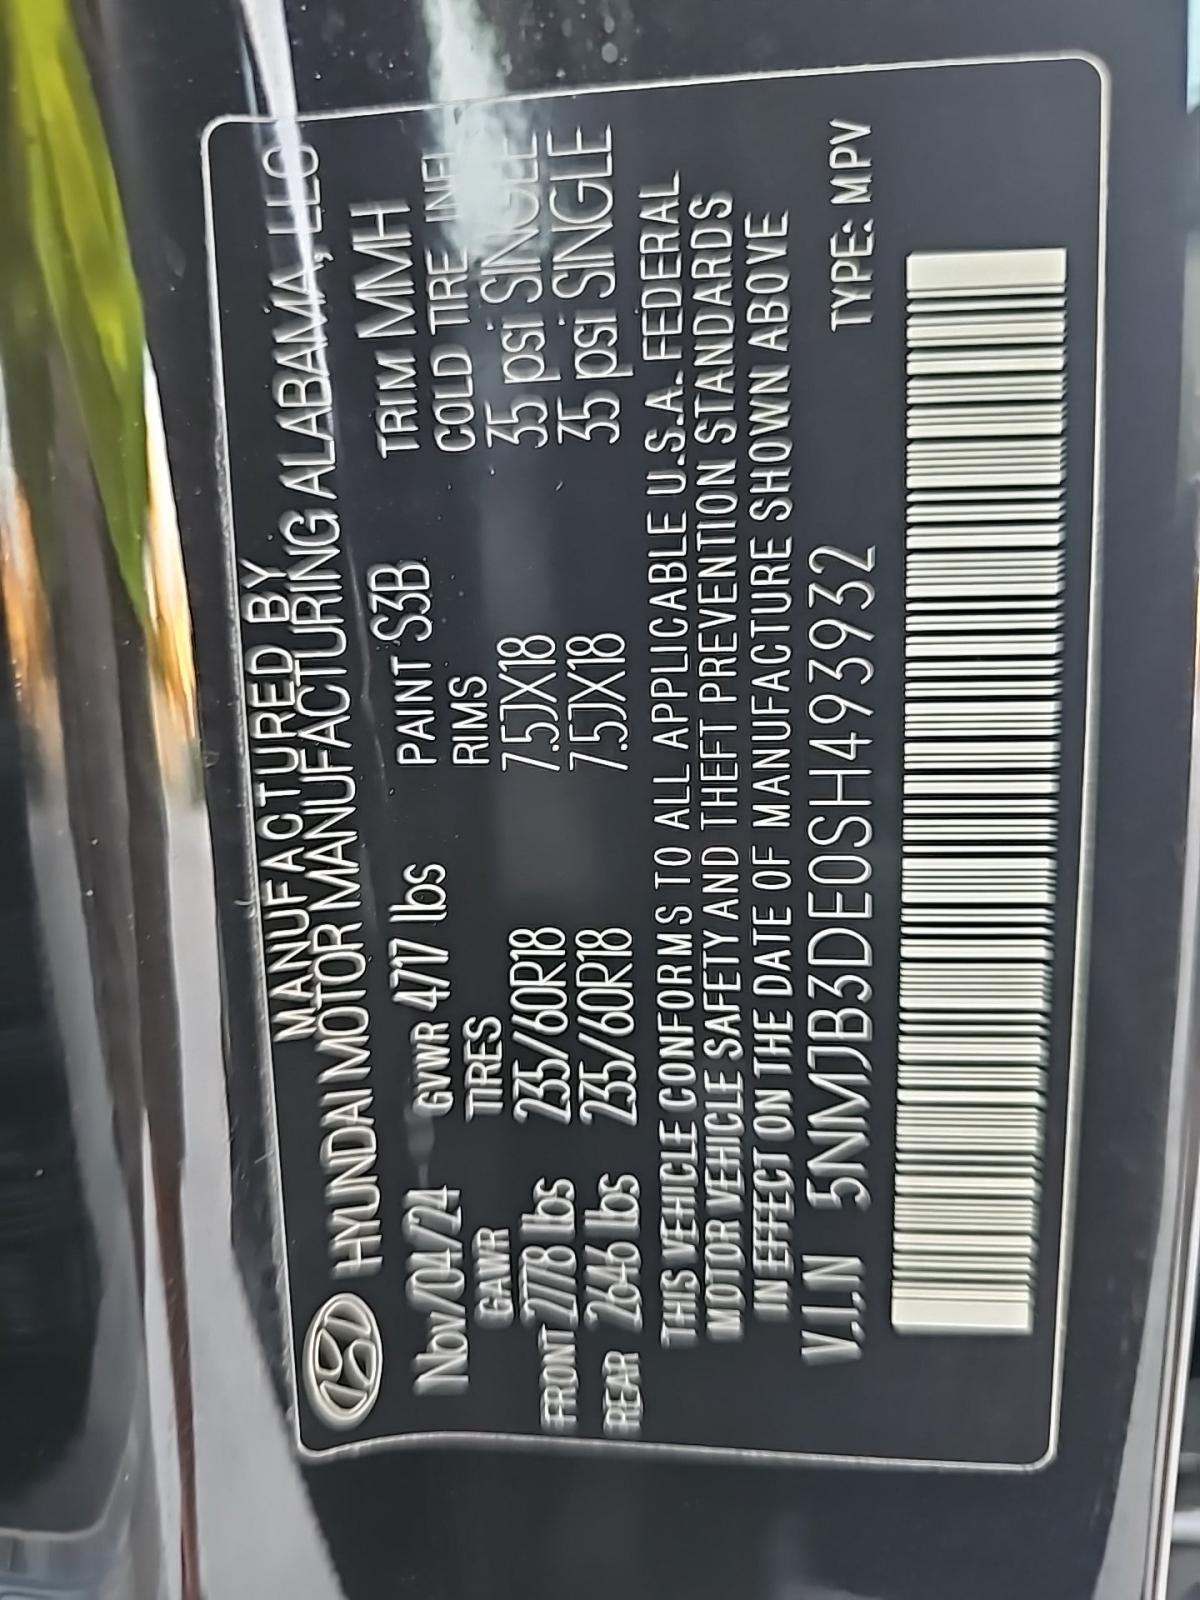 MANUFACTURED BY
HYUNDAI MOTOR MANUFACTURING ALABAMA, LLC
Nov/04/24 GVWR 4717 lbs PAINT S3B TRIM MMH
GAWR TIRES RIMS COLD TIRE INFL
FRONT 2778 lbs 235/60R18 7.5JX18 35 psi SINGLE
REAR 2646 lbs 235/60R18 7.5JX18 35 psi SINGLE
THIS VEHICLE CONFORMS TO ALL APPLICABLE U.S.A. FEDERAL
MOTOR VEHICLE SAFETY AND THEFT PREVENTION STANDARDS
IN EFFECT ON THE DATE OF MANUFACTURE SHOWN ABOVE
V.I.N 5NMJB3DE0SH493932 TYPE: MPV